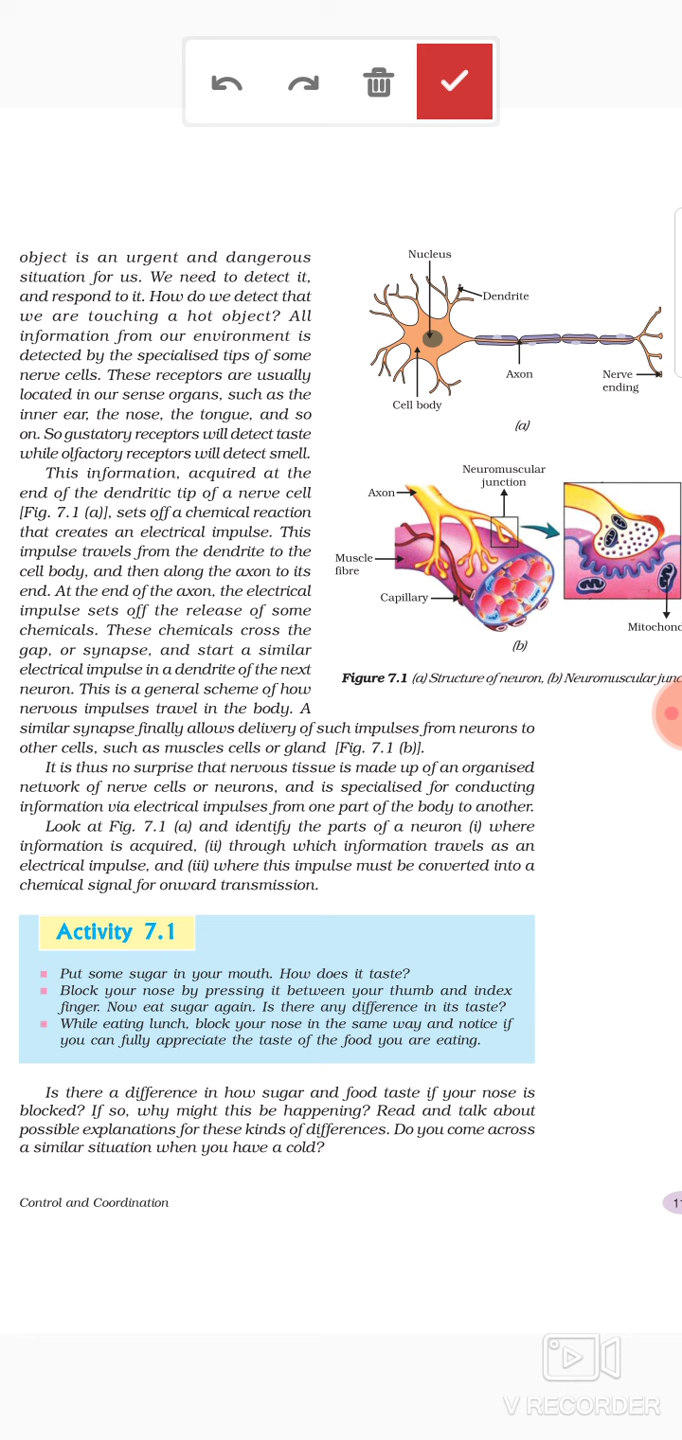 object is an urgent and dangerous
situation for us. We need to detect it,
and respond to it. How do we detect that
we are touching a hot object? All
information from our environment is
detected by the specialised tips of some
nerve cells. These receptors are usually
located in our sense organs, such as the
inner ear, the nose, the tongue, and so
on. So gustatory receptors will detect taste
while olfactory receptors will detect smell.
This information, acquired at the
end of the dendritic tip of a nerve cell
[Fig. 7.1 (a)], sets off a chemical reaction
that creates an electrical impulse. This
impulse travels from the dendrite to the
cell body, and then along the axon to its
end. At the end of the axon, the electrical
impulse sets off the release of some
chemicals. These chemicals cross the
gap, or synapse, and start a similar
electrical impulse in a dendrite of the next
neuron. This is a general scheme of how
nervous impulses travel in the body. A
similar synapse finally allows delivery of such impulses from neurons to
other cells, such as muscles cells or gland [Fig. 7.1 (b)].
Nucleus
Dendrite
Axon
Nerve
ending
Cell body
(a)
Neuromuscular
junction
Axon
Muscle
fibre
Capillary
Mitochond
(b)
Figure 7.1 (a) Structure of neuron, (b) Neuromuscular junc
It is thus no surprise that nervous tissue is made up of an organised
network of nerve cells or neurons, and is specialised for conducting
information via electrical impulses from one part of the body to another.
Look at Fig. 7.1 (a) and identify the parts of a neuron (i) where
information is acquired, (ii) through which information travels as an
electrical impulse, and (iii) where this impulse must be converted into a
chemical signal for onward transmission.
Activity 7.1
Put some sugar in your mouth. How does it taste?
Block your nose by pressing it between your thumb and index
finger. Now eat sugar again. Is there any difference in its taste?
While eating lunch, block your nose in the same way and notice if
you can fully appreciate the taste of the food you are eating.
Is there a difference in how sugar and food taste if your nose is
blocked? If so, why might this be happening? Read and talk about
possible explanations for these kinds of differences. Do you come across
a similar situation when you have a cold?
Control and Coordination
11
V RECORDER